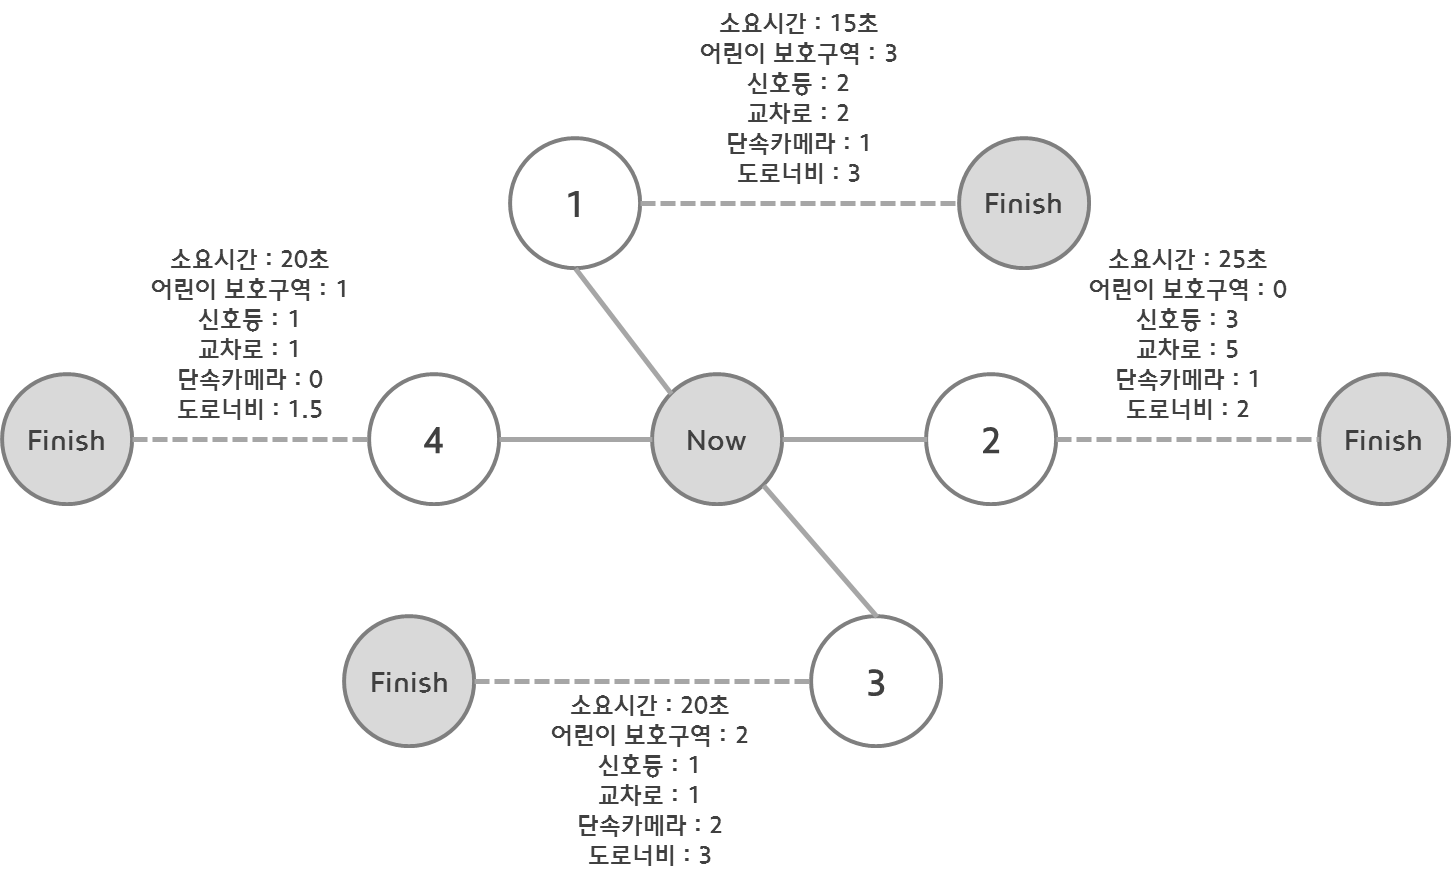 소요시간 : 15초
어린이 보호구역 : 3
신호등 : 2
교차로 : 2
단속카메라 : 1
도로너비 : 3
1
Finish
소요시간 : 20초
어린이 보호구역 : 1
신호등 : 1
교차로 : 1
단속카메라 : 0
도로너비 : 1.5
소요시간 : 25초
어린이 보호구역 : 0
신호등 : 3
교차로 : 5
단속카메라 : 1
도로너비 : 2
Finish
4
Now
2
Finish
Finish
3
소요시간 : 20초
어린이 보호구역 : 2
신호등 : 1
교차로 : 1
단속카메라 : 2
도로너비 : 3